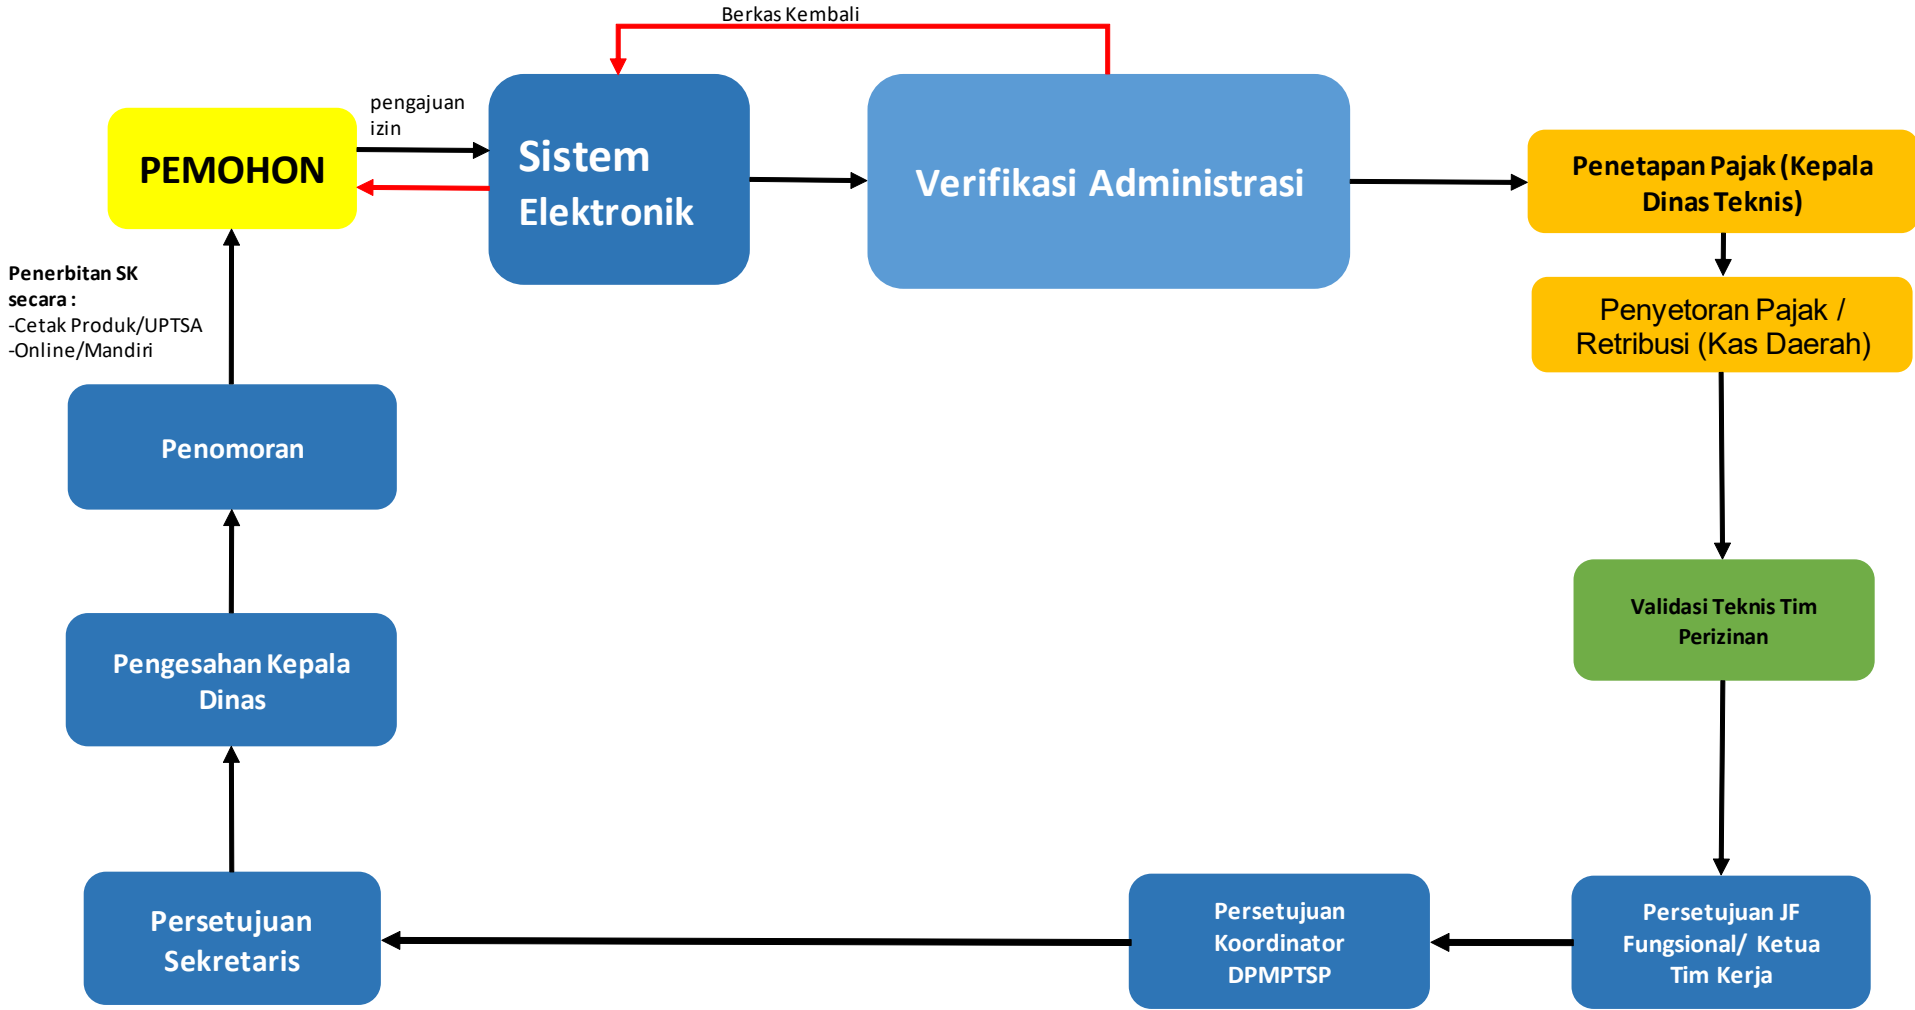 Berkas Kembali
pengajuan
izin
PEMOHON
Sistem
Elektronik
Verifikasi Administrasi
Penetapan Pajak (Kepala
Dinas Teknis)
Penyetoran Pajak /
Retribusi (Kas Daerah)
Validasi Teknis Tim
Perizinan
Persetujuan JF
Fungsional/ Ketua
Tim Kerja
Persetujuan
Koordinator
DPMPTSP
Persetujuan
Sekretaris
Pengesahan Kepala
Dinas
Penomoran
Penerbitan SK
secara :
-Cetak Produk/UPTSA
-Online/Mandiri